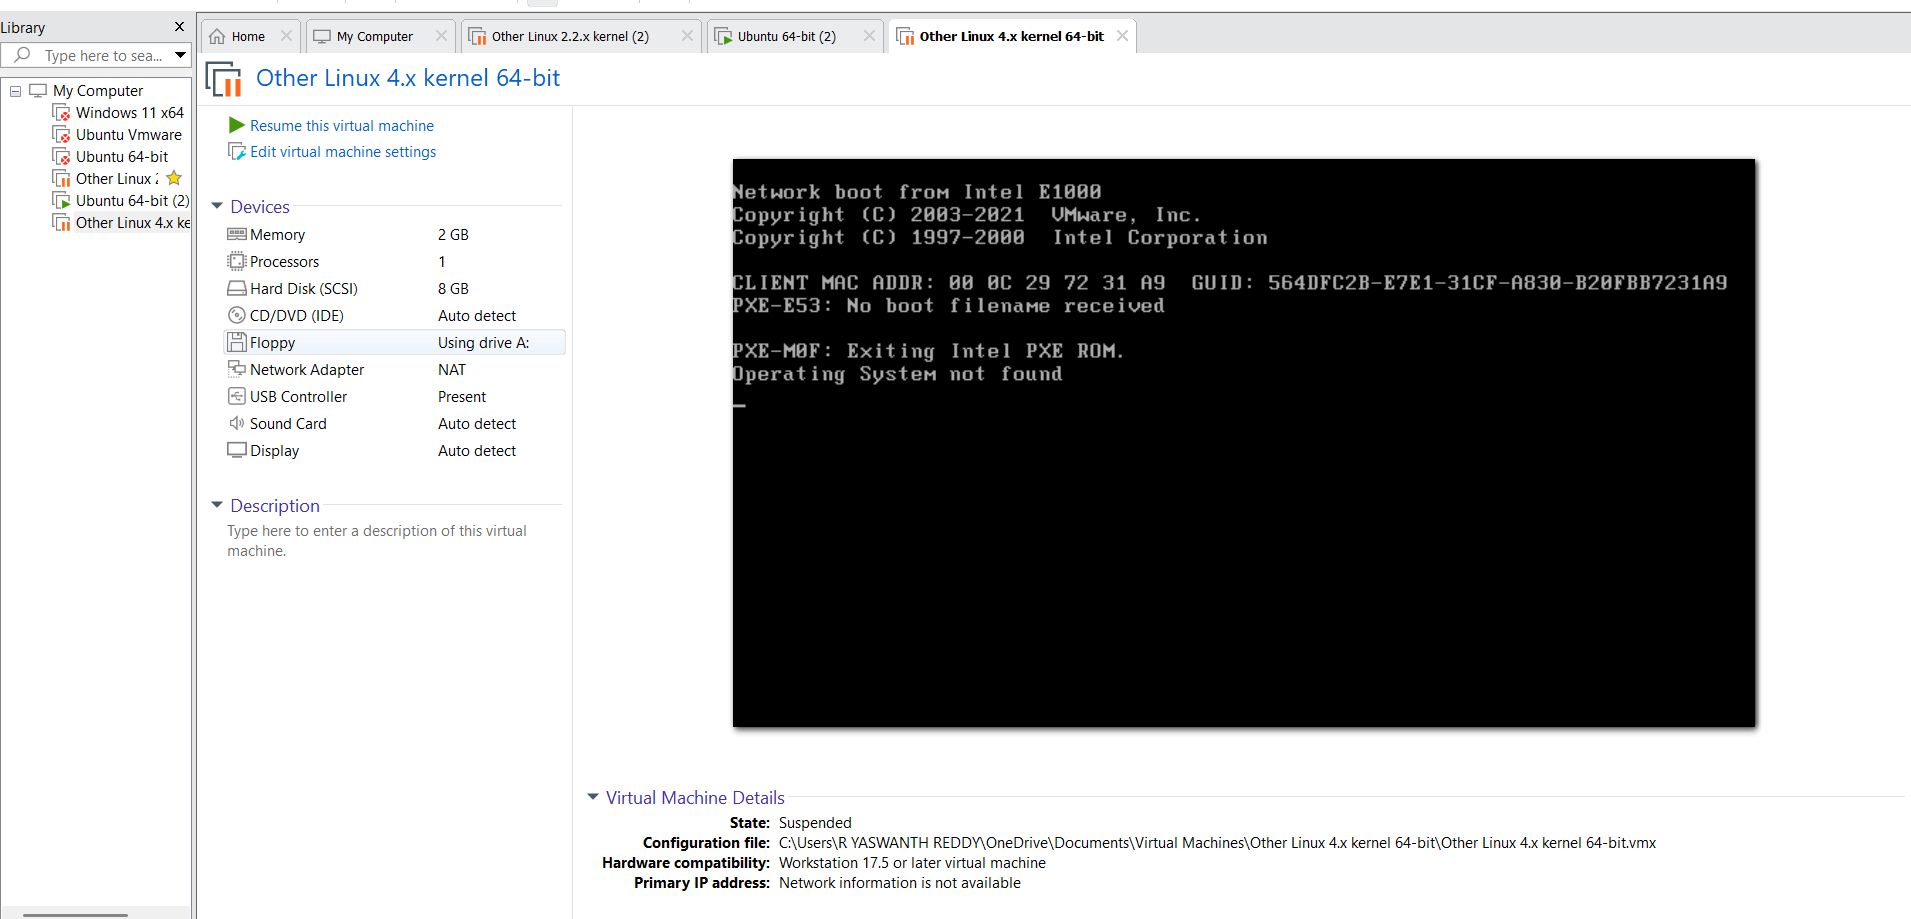 Library
Type here to sea...
My Computer
Windows 11 x64
Ubuntu Vmware
Ubuntu 64-bit
Other Linux 2
Ubuntu 64-bit (2)
Other Linux 4.x ke
Home
My Computer
Other Linux 2.2.x kernel (2)
Ubuntu 64-bit (2)
Other Linux 4.x kernel 64-bit
Other Linux 4.x kernel 64-bit
Resume this virtual machine
Edit virtual machine settings
Devices
Memory 2 GB
Processors 1
Hard Disk (SCSI) 8 GB
CD/DVD (IDE) Auto detect
Floppy Using drive A:
Network Adapter NAT
USB Controller Present
Sound Card Auto detect
Display Auto detect
Description
Type here to enter a description of this virtual
machine.
Network boot from Intel E1000
Copyright (C) 2003-2021 VMware, Inc.
Copyright (C) 1997-2000 Intel Corporation
CLIENT MAC ADDR: 00 0C 29 72 31 A9 GUID: 564DFC2B-E7E1-31CF-A830-B20FBB7231A9
PXE-E53: No boot filename received
PXE-M0F: Exiting Intel PXE ROM.
Operating System not found
Virtual Machine Details
State: Suspended
Configuration file: C:\Users\R YASWANTH REDDY\OneDrive\Documents\Virtual Machines\Other Linux 4.x kernel 64-bit\Other Linux 4.x kernel 64-bit.vmx
Hardware compatibility: Workstation 17.5 or later virtual machine
Primary IP address: Network information is not available